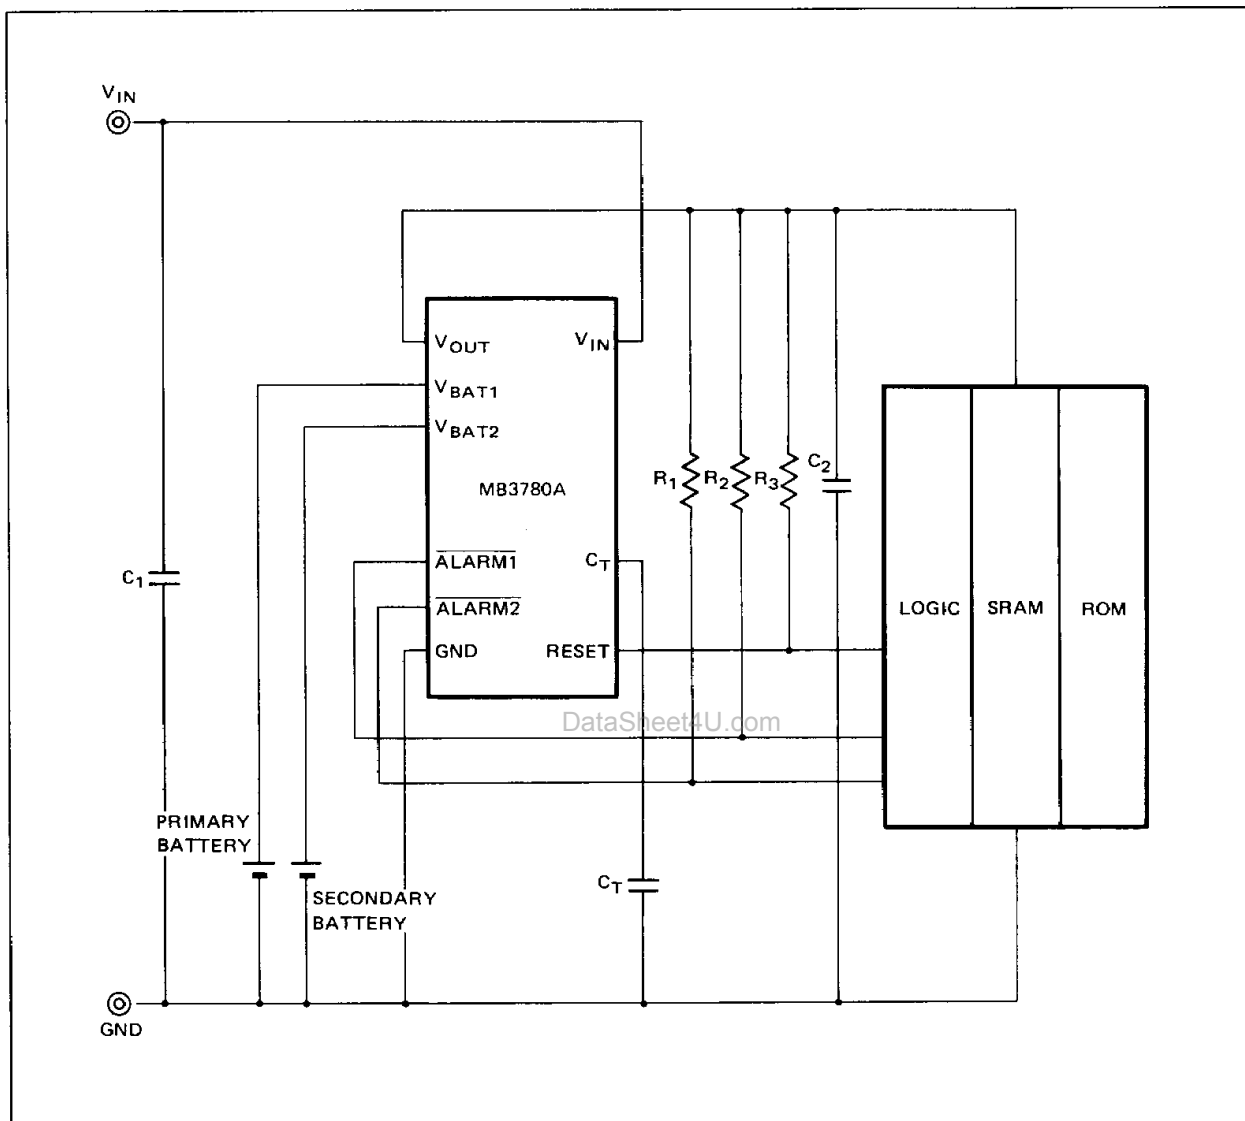 VIN
VOUT
VIN
VBAT1
VBAT2
MB3780A
R1
R2
R3
C2
C1
ALARM1
CT
ALARM2
GND
RESET
LOGIC
SRAM
ROM
DataSheet4U.com
PRIMARY
BATTERY
SECONDARY
BATTERY
CT
GND